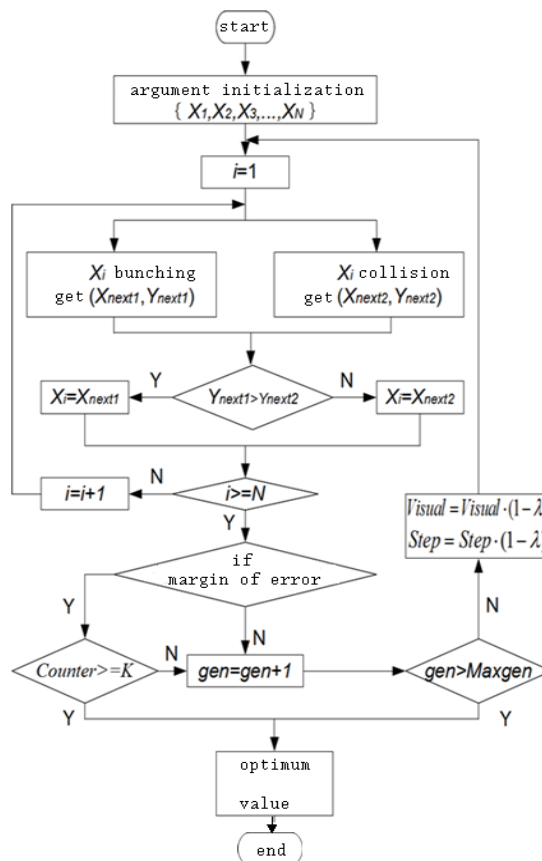 start
argument initialization
{ X1,X2,X3,...,XN }
i=1
Xi bunching
get (Xnext1,Ynext1)
Xi collision
get (Xnext2,Ynext2)
Y
N
Xi=Xnext1
Ynext1>Ynext2
Xi=Xnext2
i=i+1
N
i>=N
Y
Visual=Visual·(1-λ
Step=Step·(1-λ)
if
margin of error
Y
N
N
Counter>=K
N
gen=gen+1
gen>Maxgen
Y
Y
optimum
value
end